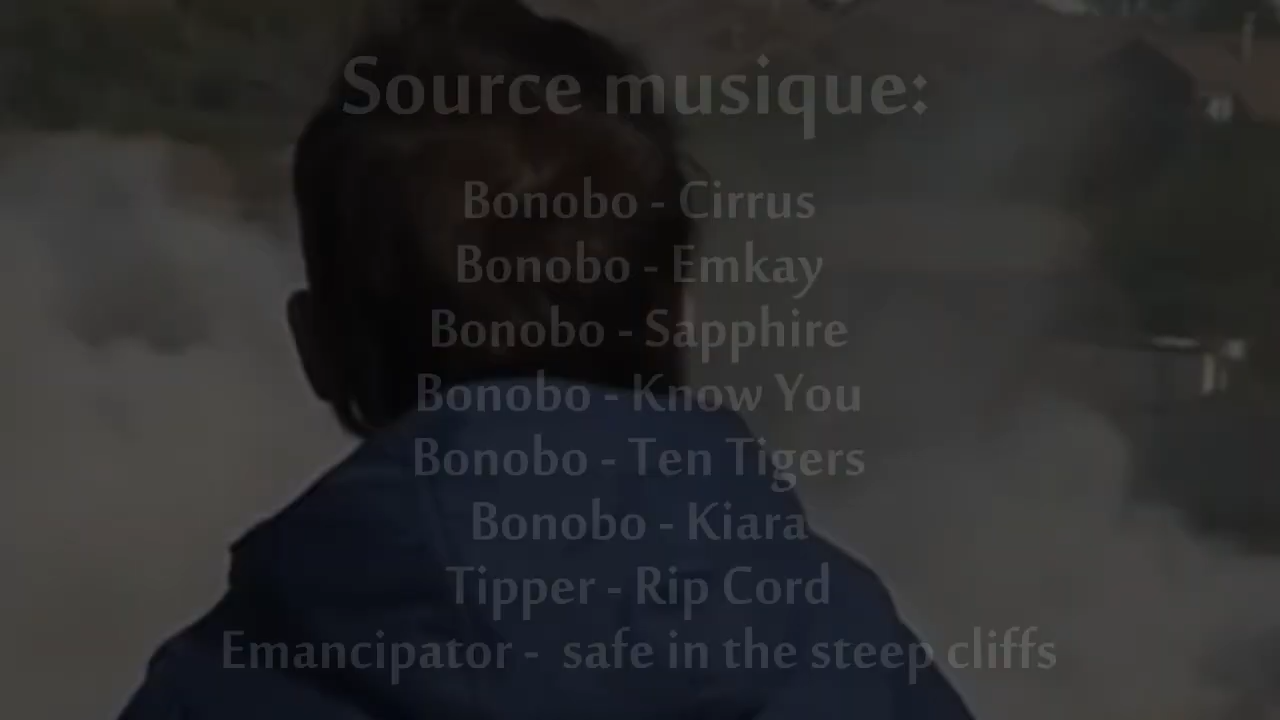 Source musique:
Bonobo - Cirrus
Bonobo - Emkay
Bonobo - Sapphire
Bonobo - Know You
Bonobo - Ten Tigers
Bonobo - Kiara
Tipper - Rip Cord
Emancipator -  safe in the steep cliffs